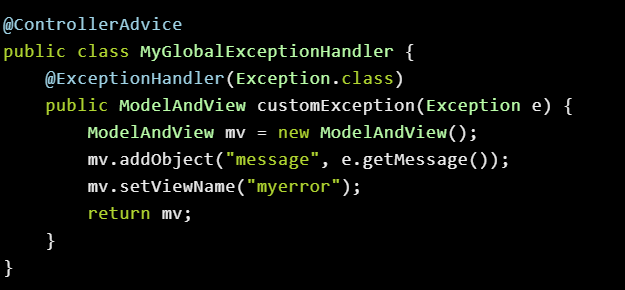 @ControllerAdvice
public class MyGlobalExceptionHandler {
    @ExceptionHandler(Exception.class)
    public ModelAndView customException(Exception e) {
        ModelAndView mv = new ModelAndView();
        mv.addObject("message", e.getMessage());
        mv.setViewName("myerror");
        return mv;
    }
}